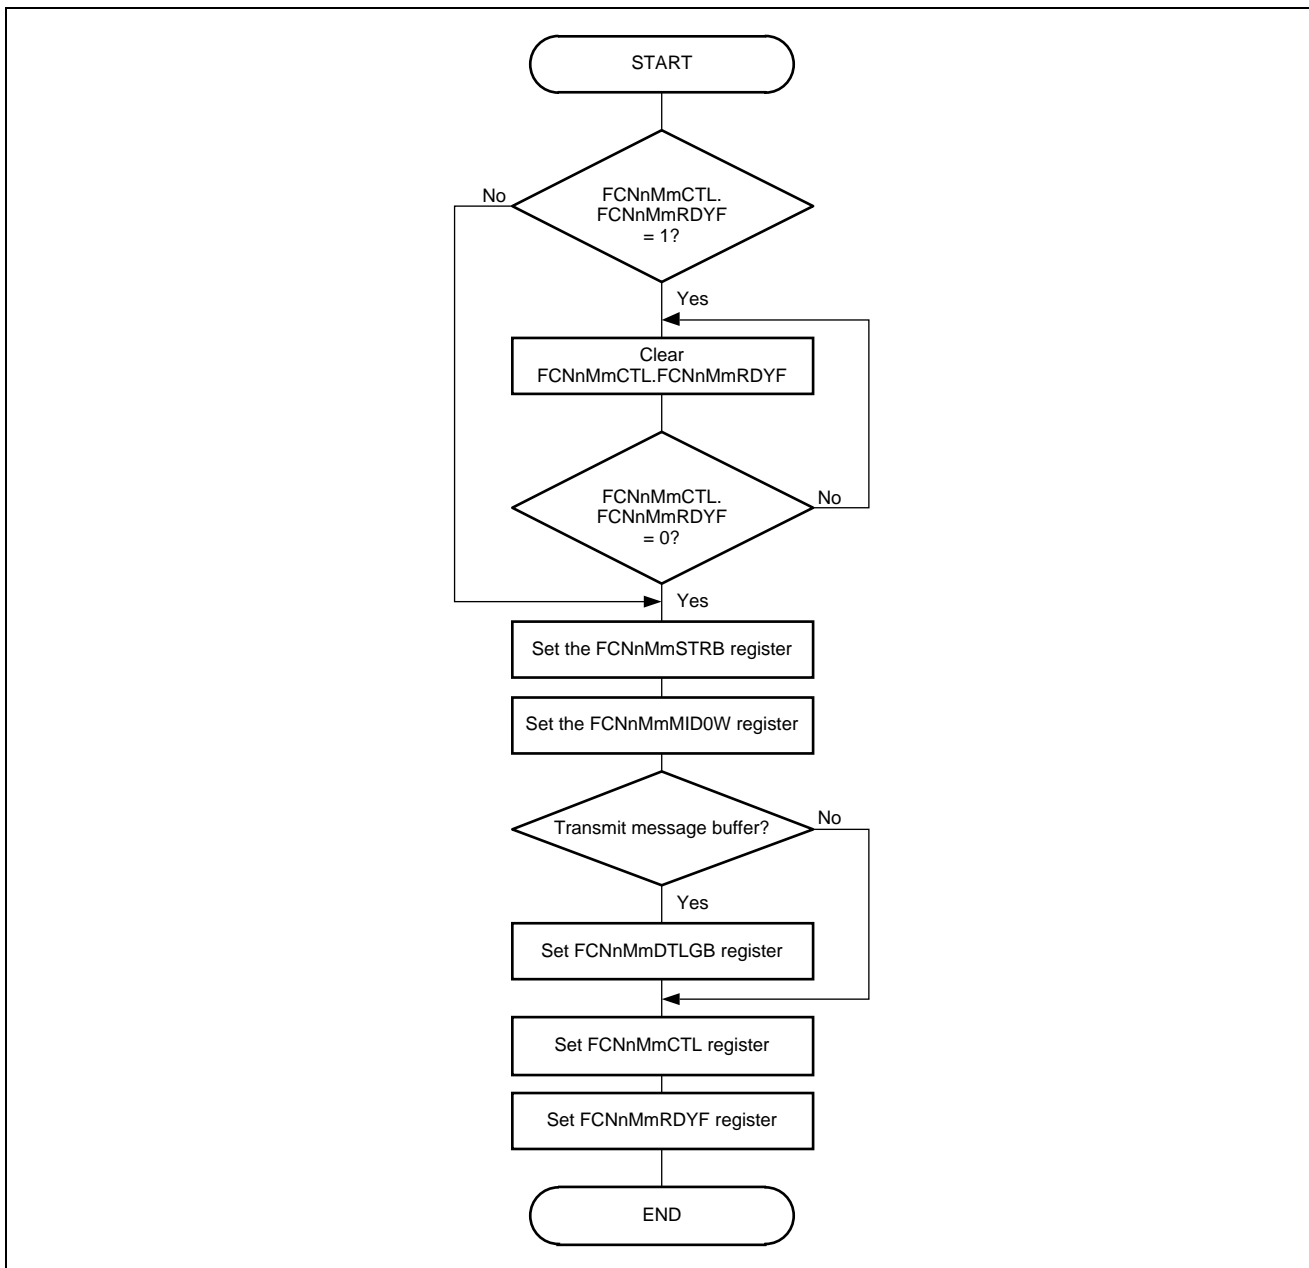 START
FCNnMmCTL.
FCNnMmRDYF
= 1?
No
Yes
Clear
FCNnMmCTL.FCNnMmRDYF
FCNnMmCTL.
FCNnMmRDYF
= 0?
No
Yes
Set the FCNnMmSTRB register
Set the FCNnMmMID0W register
Transmit message buffer?
No
Yes
Set FCNnMmDTLGB register
Set FCNnMmCTL register
Set FCNnMmRDYF register
END